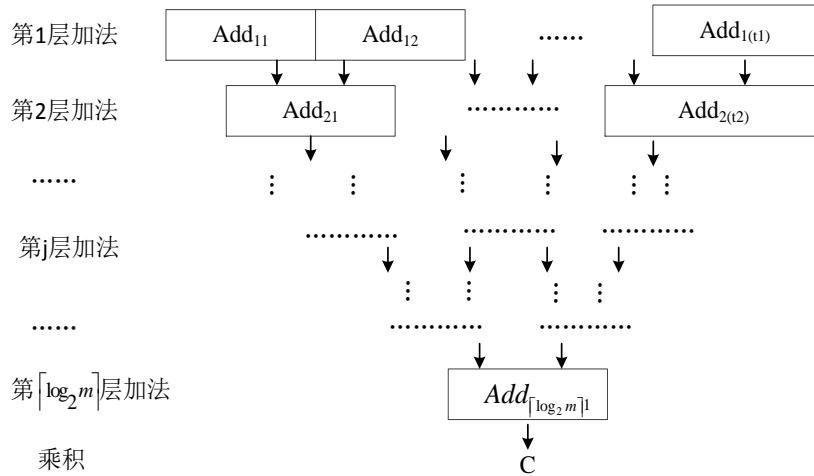 第1层加法 Add₁₁ Add₁₂ …… Add₁₍ₜ₁₎
第2层加法 Add₂₁ ………… Add₂₍ₜ₂₎
……
第j层加法 ………… ………… …………
…… ………… …………
第⌈log₂m⌉层加法 Add⌈log₂ m⌉1
乘积 C